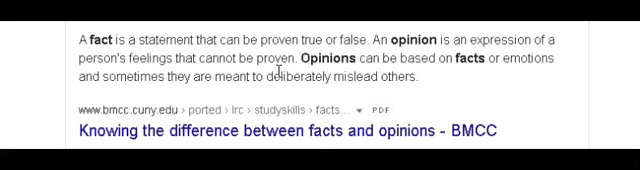 A fact is a statement that can be proven true or false. An opinion is an expression of a
person's feelings that cannot be proven. Opinions can be based on facts or emotions
and sometimes they are meant to deliberately mislead others.
www.bmcc.cuny.edu › ported › lrc › studyskills › facts... PDF
Knowing the difference between facts and opinions - BMCC